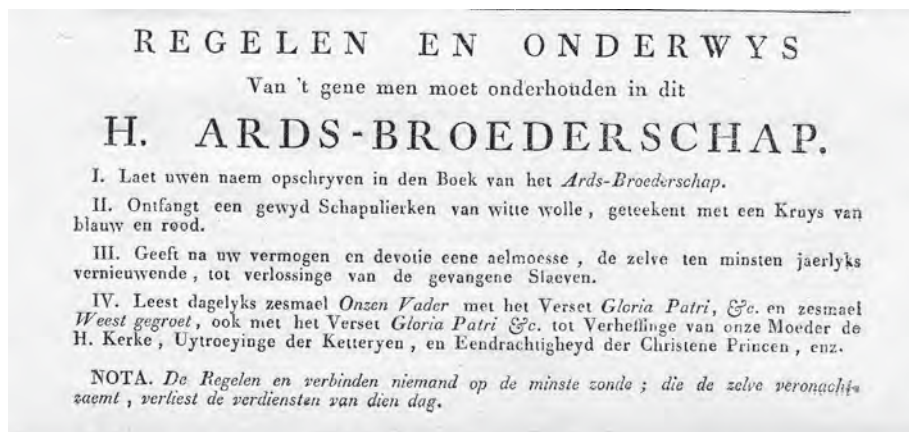 REGELEN EN ONDERWYS
Van 't gene men moet onderhouden in dit
H. ARDS-BROEDERSCHAP.
I. Laet uwen naem opschryven in den Boek van het Ards-Broederschap.
II. Ontfangt een gewyd Schapulierken van witte wolle, geteekent met een Kruys van
blauw en rood.
III. Geeft na uw vermogen en devotie eene aelmoesse, de zelve ten minsten jaerlyks
vernieuwende, tot verlossinge van de gevangene Slaeven.
IV. Leest dagelyks zesmael Onzen Vader met het Verset Gloria Patri, &c. en zesmael
Weest gegroet, ook met het Verset Gloria Patri &c. tot Verheffinge van onze Moeder de
H. Kerke, Uytroeyinge der Ketteryen, en Eendrachtigheyd der Christene Princen, enz.
NOTA. De Regelen en verbinden niemand op de minste zonde; die de zelve veronacht-
zaemt, verliest de verdiensten van dien dag.